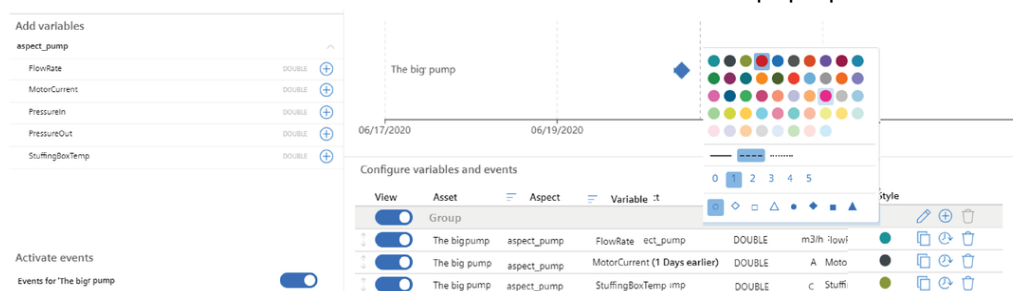 Add variables
aspect_pump
FlowRate DOUBLE
MotorCurrent DOUBLE
PressureIn DOUBLE
PressureOut DOUBLE
StuffingBoxTemp DOUBLE
Activate events
Events for 'The big' pump
The big' pump
06/17/2020 06/19/2020
0 1 2 3 4 5
Configure variables and events
View Asset Aspect Variable Style
Group
The big pump aspect_pump FlowRate ect_pump DOUBLE m3/h
The big pump aspect_pump MotorCurrent (1 Days earlier) DOUBLE A Moto
The big pump aspect_pump StuffingBoxTemp DOUBLE C Stuffi